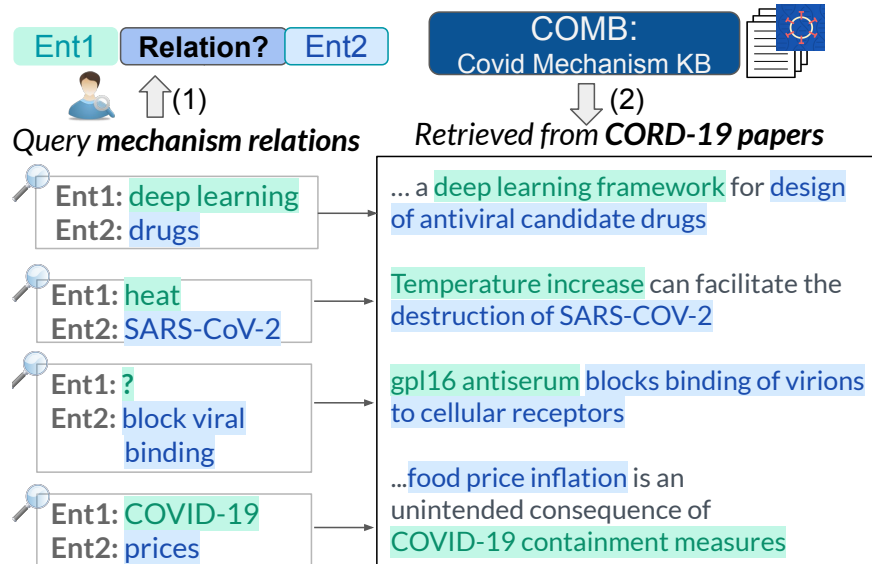 Ent1 Relation? Ent2
COMB:
Covid Mechanism KB
(1)
(2)
Query mechanism relations
Retrieved from CORD-19 papers
Ent1: deep learning
Ent2: drugs
... a deep learning framework for design
of antiviral candidate drugs
Ent1: heat
Ent2: SARS-CoV-2
Temperature increase can facilitate the
destruction of SARS-COV-2
Ent1: ?
Ent2: block viral
binding
gpl16 antiserum blocks binding of virions
to cellular receptors
Ent1: COVID-19
Ent2: prices
...food price inflation is an
unintended consequence of
COVID-19 containment measures